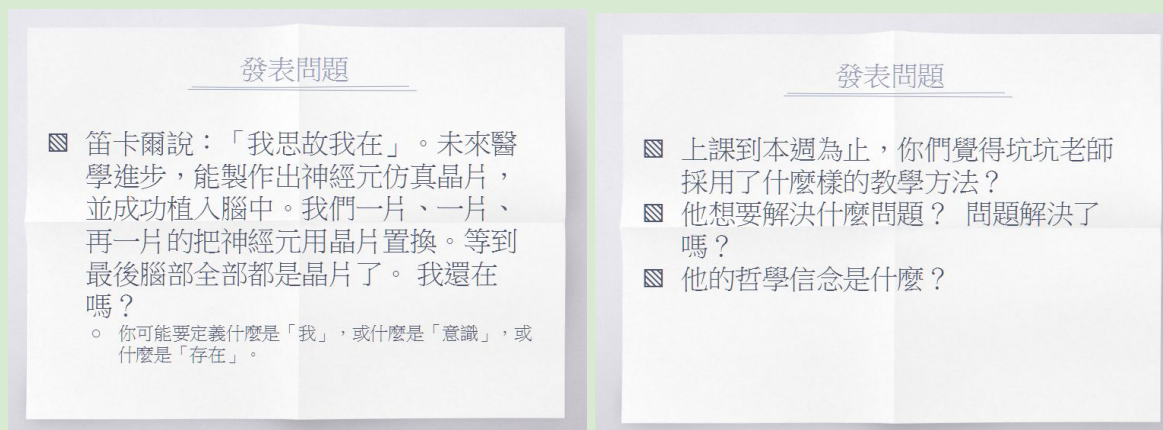 發表問題
笛卡爾說：「我思故我在」。未來醫
學進步，能製作出神經元仿真晶片，
並成功植入腦中。我們一片、一片、
再一片的把神經元用晶片置換。等到
最後腦部全部都是晶片了。 我還在
嗎？
你可能要定義什麼是「我」，或什麼是「意識」，或
什麼是「存在」。
發表問題
上課到本週為止，你們覺得坑坑老師
採用了什麼樣的教學方法？
他想要解決什麼問題？ 問題解決了
嗎？
他的哲學信念是什麼？